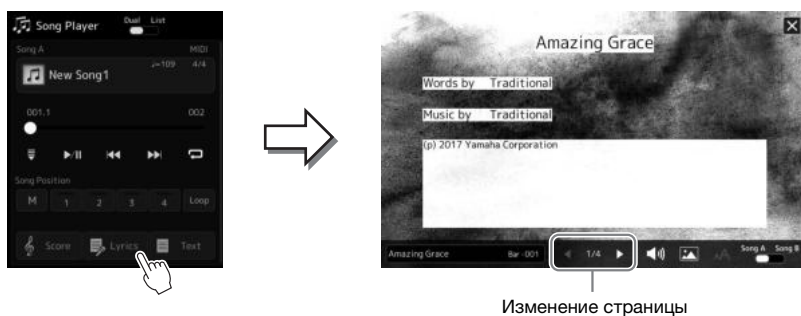 Song Player
Dual List
Song A MIDI
New Song1
♩=109 4/4
001.1 002
Song Position
M 1 2 3 4 Loop
Score Lyrics Text
Amazing Grace
Words by Traditional
Music by Traditional
(p) 2017 Yamaha Corporation
Amazing Grace Bar - 001 1/4 Song A Song B
Изменение страницы